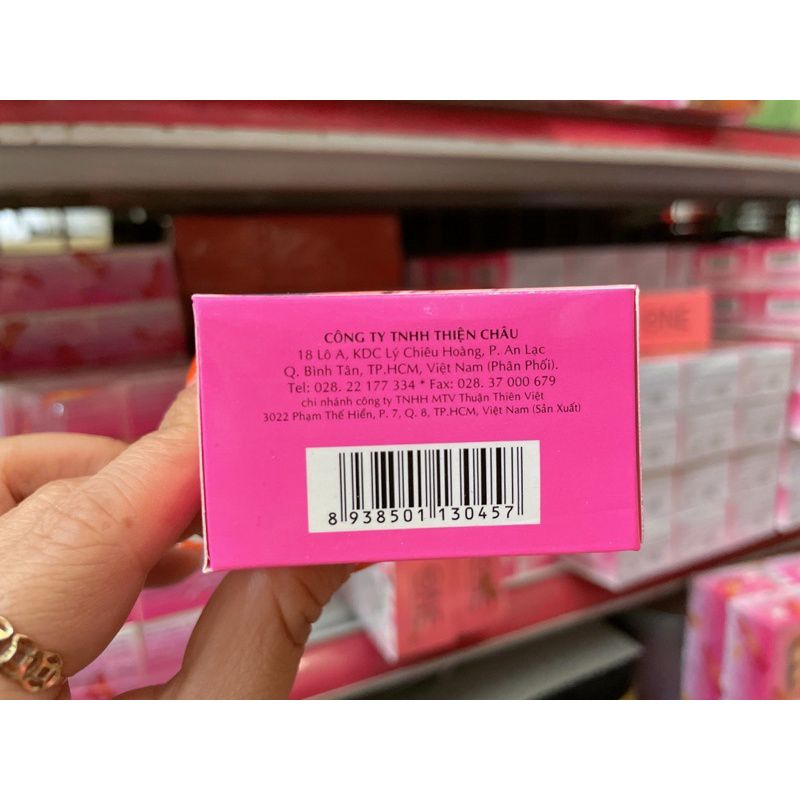 CÔNG TY TNHH THIỆN CHÂU
18 Lô A, KDC Lý Chiêu Hoàng, P. An Lạc
Q. Bình Tân, TP.HCM, Việt Nam (Phân Phối).
Tel: 028. 22 177 334 * Fax: 028. 37 000 679
chi nhánh công ty TNHH MTV Thuận Thiên Việt
3022 Phạm Thế Hiển, P. 7, Q. 8, TP.HCM, Việt Nam (Sản Xuất)
8 938501 130457
ONE